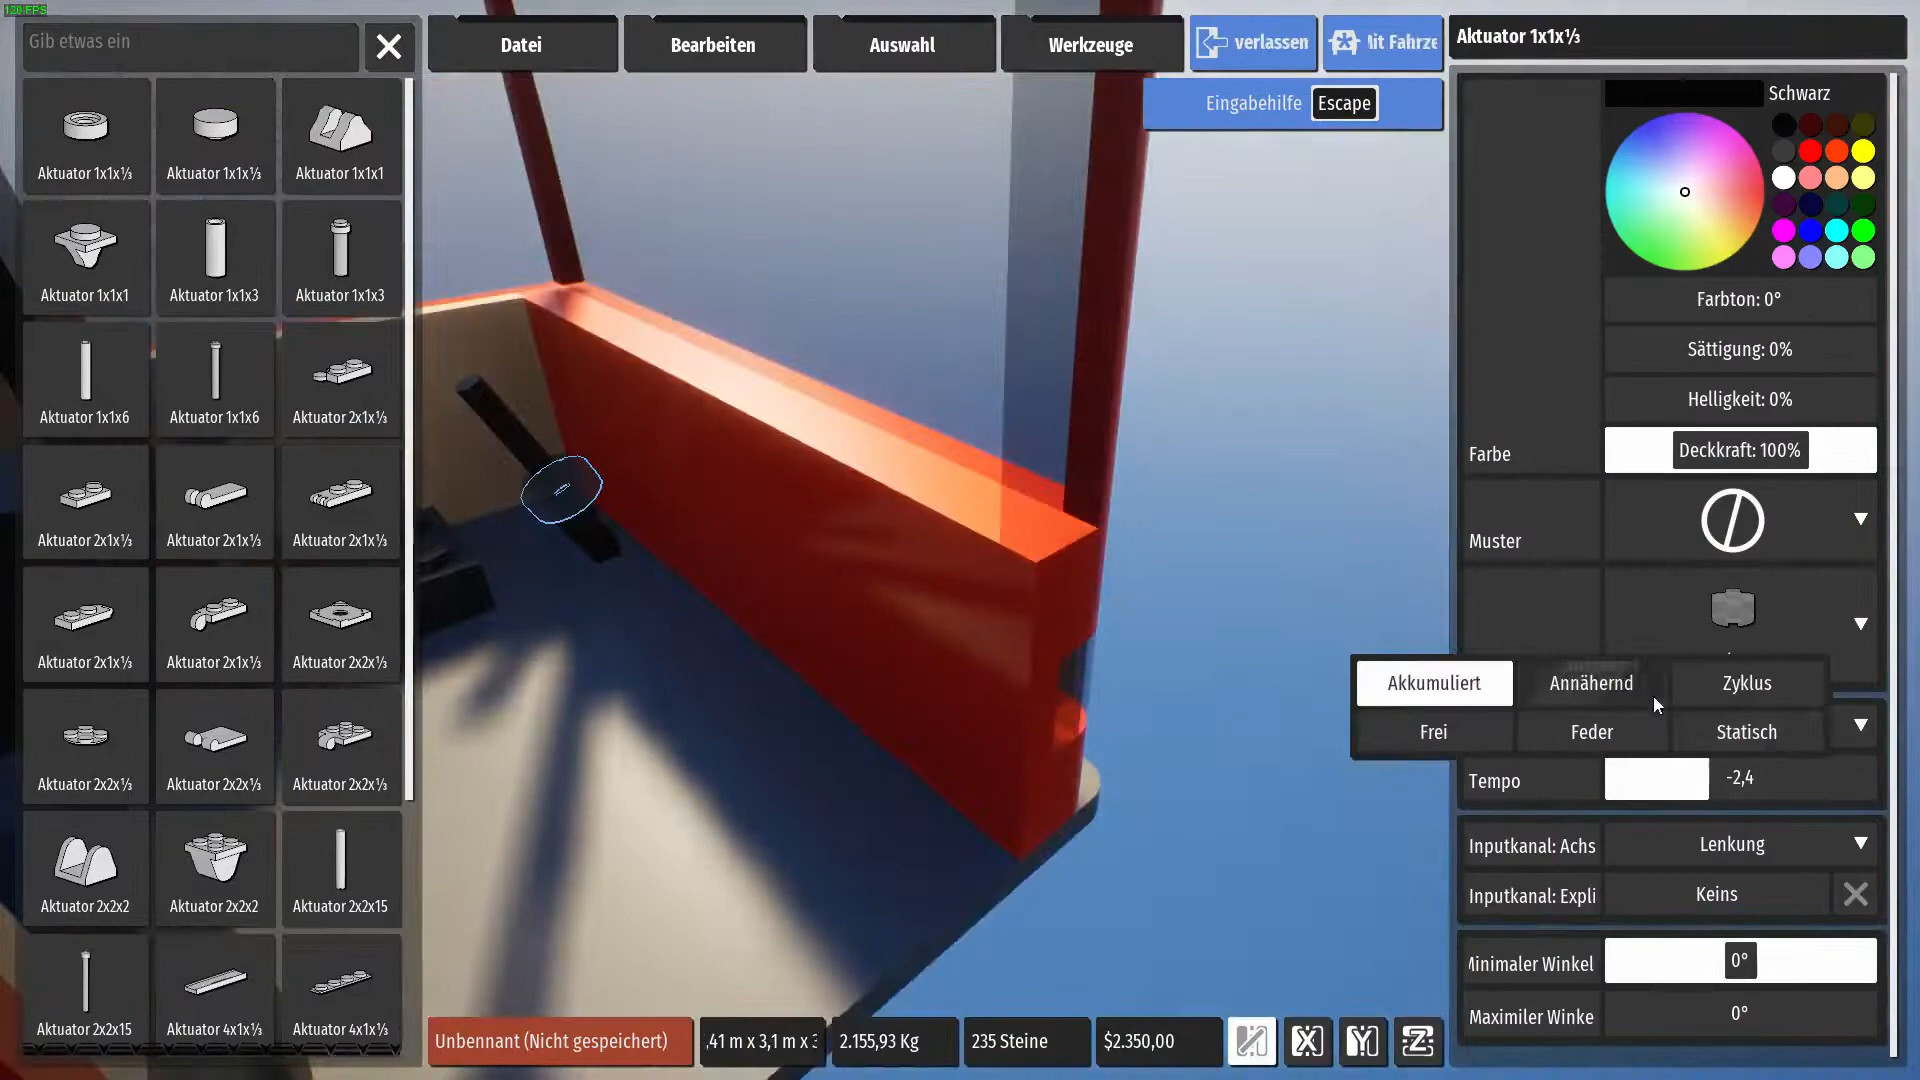 120 FPS
Gib etwas ein
Datei
Bearbeiten
Auswahl
Werkzeuge
verlassen
Mit Fahrze
Eingabehilfe Escape
Aktuator 1x1x⅓
Aktuator 1x1x⅓
Aktuator 1x1x⅓
Aktuator 1x1x1
Aktuator 1x1x1
Aktuator 1x1x3
Aktuator 1x1x3
Aktuator 1x1x6
Aktuator 1x1x6
Aktuator 2x1x⅓
Aktuator 2x1x⅓
Aktuator 2x1x⅓
Aktuator 2x1x⅓
Aktuator 2x1x⅓
Aktuator 2x1x⅓
Aktuator 2x2x⅓
Aktuator 2x2x⅓
Aktuator 2x2x⅓
Aktuator 2x2x⅓
Aktuator 2x2x2
Aktuator 2x2x2
Aktuator 2x2x15
Aktuator 2x2x15
Aktuator 4x1x⅓
Aktuator 4x1x⅓
Schwarz
Farbton: 0°
Sättigung: 0%
Helligkeit: 0%
Farbe
Deckkraft: 100%
Muster
Akkumuliert
Annähernd
Zyklus
Frei
Feder
Statisch
Tempo
-2,4
Inputkanal: Achs
Lenkung
Inputkanal: Expli
Keins
Minimaler Winkel
0°
Maximiler Winke
0°
Unbennant (Nicht gespeichert)
,41 m x 3,1 m x
2.155,93 Kg
235 Steine
$2.350,00
X
Y
Z